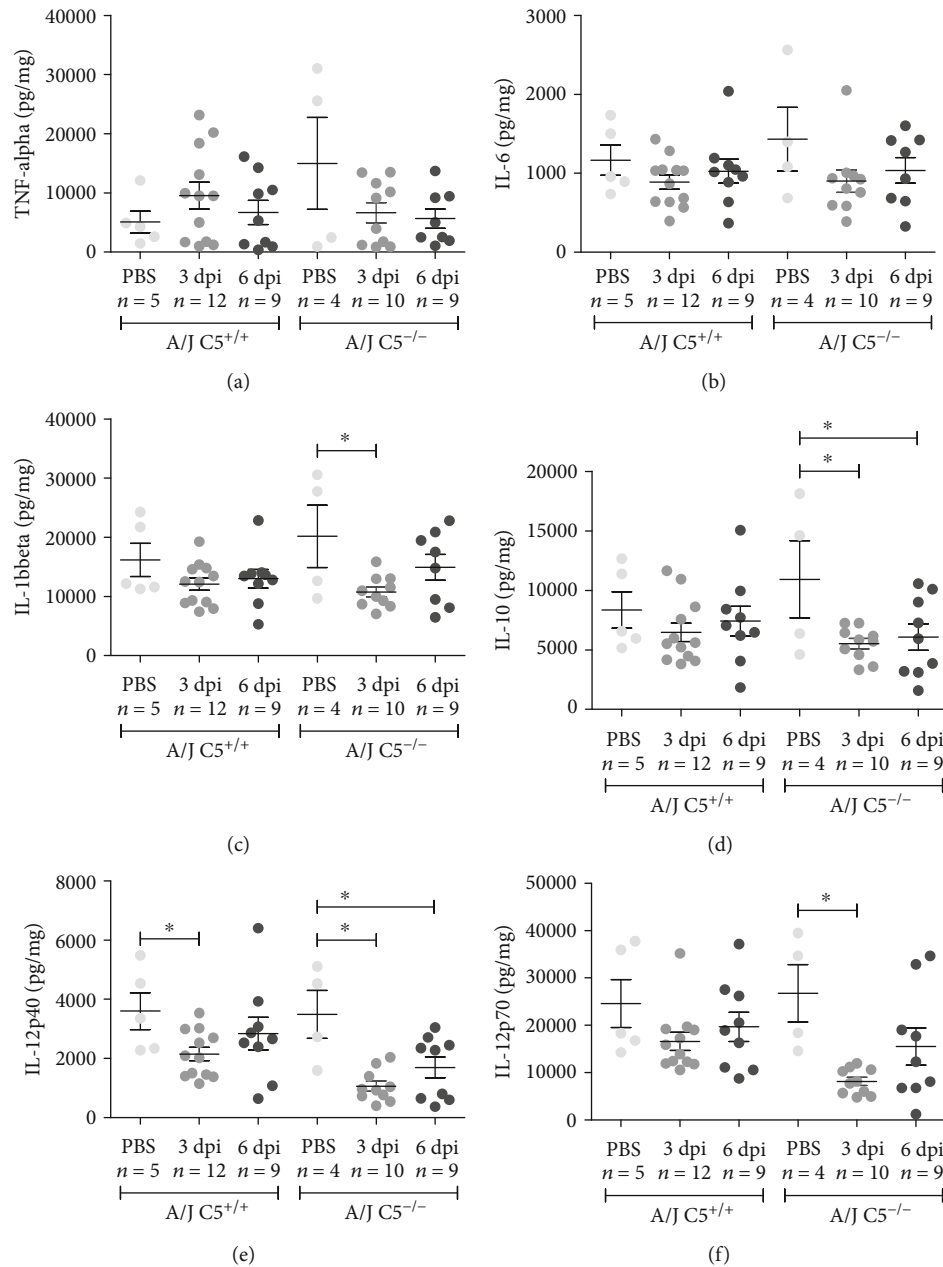 TNF-alpha (pg/mg)
40000
30000
20000
10000
0
PBS 3 dpi 6 dpi PBS 3 dpi 6 dpi
n = 5 n = 12 n = 9 n = 4 n = 10 n = 9
A/J C5+/+ A/J C5−/−
(a)
IL-6 (pg/mg)
3000
2000
1000
0
PBS 3 dpi 6 dpi PBS 3 dpi 6 dpi
n = 5 n = 12 n = 9 n = 4 n = 10 n = 9
A/J C5+/+ A/J C5−/−
(b)
IL-1bbeta (pg/mg)
40000
30000
20000
10000
0
*
PBS 3 dpi 6 dpi PBS 3 dpi 6 dpi
n = 5 n = 12 n = 9 n = 4 n = 10 n = 9
A/J C5+/+ A/J C5−/−
(c)
IL-10 (pg/mg)
20000
15000
10000
5000
0
*
*
PBS 3 dpi 6 dpi PBS 3 dpi 6 dpi
n = 5 n = 12 n = 9 n = 4 n = 10 n = 9
A/J C5+/+ A/J C5−/−
(d)
IL-12p40 (pg/mg)
8000
6000
4000
2000
0
*
*
*
PBS 3 dpi 6 dpi PBS 3 dpi 6 dpi
n = 5 n = 12 n = 9 n = 4 n = 10 n = 9
A/J C5+/+ A/J C5−/−
(e)
IL-12p70 (pg/mg)
50000
40000
30000
20000
10000
0
*
PBS 3 dpi 6 dpi PBS 3 dpi 6 dpi
n = 5 n = 12 n = 9 n = 4 n = 10 n = 9
A/J C5+/+ A/J C5−/−
(f)